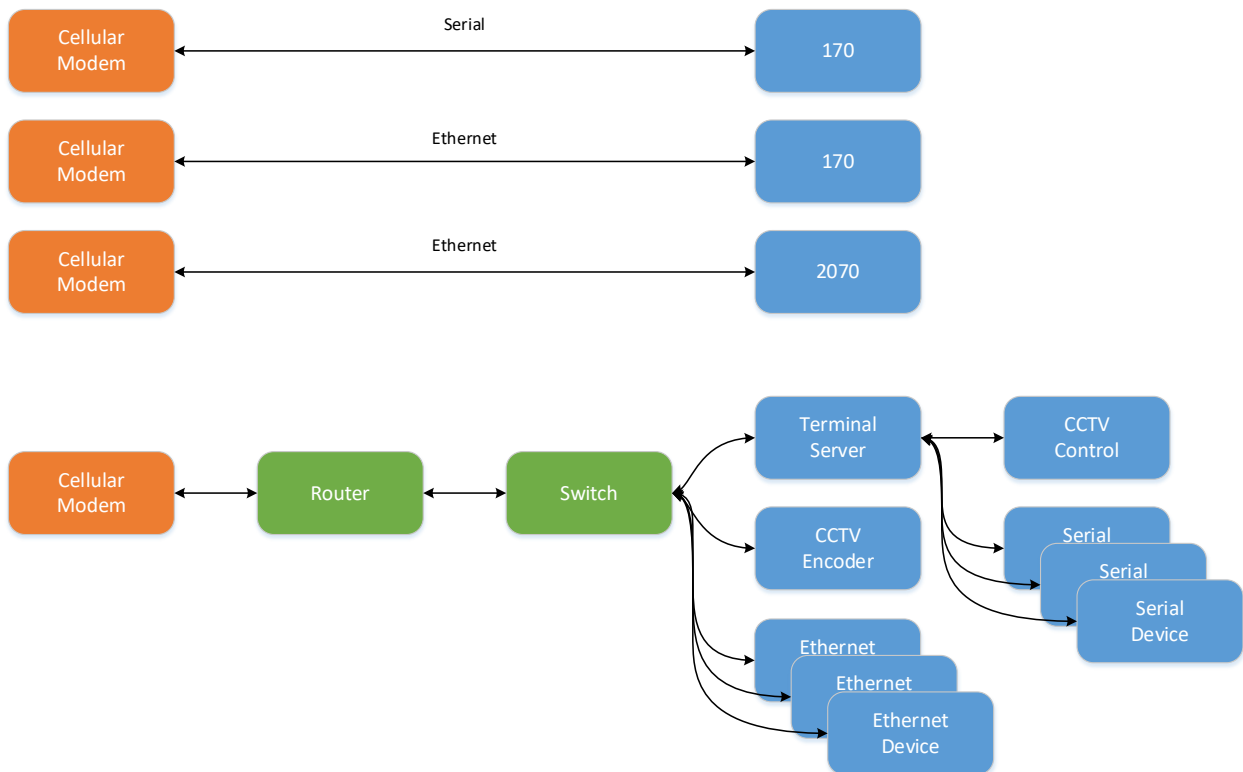 Serial
Cellular
Modem
170
Ethernet
Cellular
Modem
170
Ethernet
Cellular
Modem
2070
Terminal
Server
CCTV
Control
Cellular
Modem
Router
Switch
CCTV
Encoder
Serial
Serial
Serial
Device
Ethernet
Ethernet
Ethernet
Device